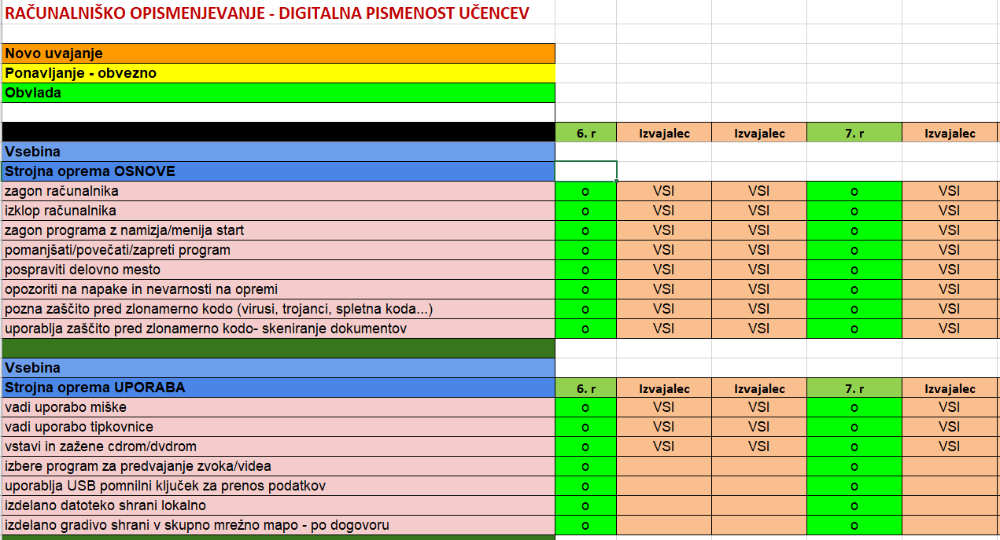 RAČUNALNIŠKO OPISMENJEVANJE - DIGITALNA PISMENOST UČENCEV
Novo uvajanje
Ponavljanje - obvezno
Obvlada
6. r Izvajalec Izvajalec 7. r Izvajalec
Vsebina
Strojna oprema OSNOVE
zagon računalnika o VSI VSI o VSI
izklop računalnika o VSI VSI o VSI
zagon programa z namizja/menija start o VSI VSI o VSI
pomanjšati/povečati/zapreti program o VSI VSI o VSI
pospraviti delovno mesto o VSI VSI o VSI
opozoriti na napake in nevarnosti na opremi o VSI VSI o VSI
pozna zaščito pred zlonamerno kodo (virusi, trojanci, spletna koda...) o VSI VSI o VSI
uporablja zaščito pred zlonamerno kodo- skeniranje dokumentov o VSI VSI o VSI
Vsebina
Strojna oprema UPORABA 6. r Izvajalec Izvajalec 7. r Izvajalec
vadi uporabo miške o VSI VSI o VSI
vadi uporabo tipkovnice o VSI VSI o VSI
vstavi in zažene cdrom/dvdrom o VSI VSI o VSI
izbere program za predvajanje zvoka/videa o o
uporablja USB pomnilni ključek za prenos podatkov o o
izdelano datoteko shrani lokalno o o
izdelano gradivo shrani v skupno mrežno mapo - po dogovoru o o